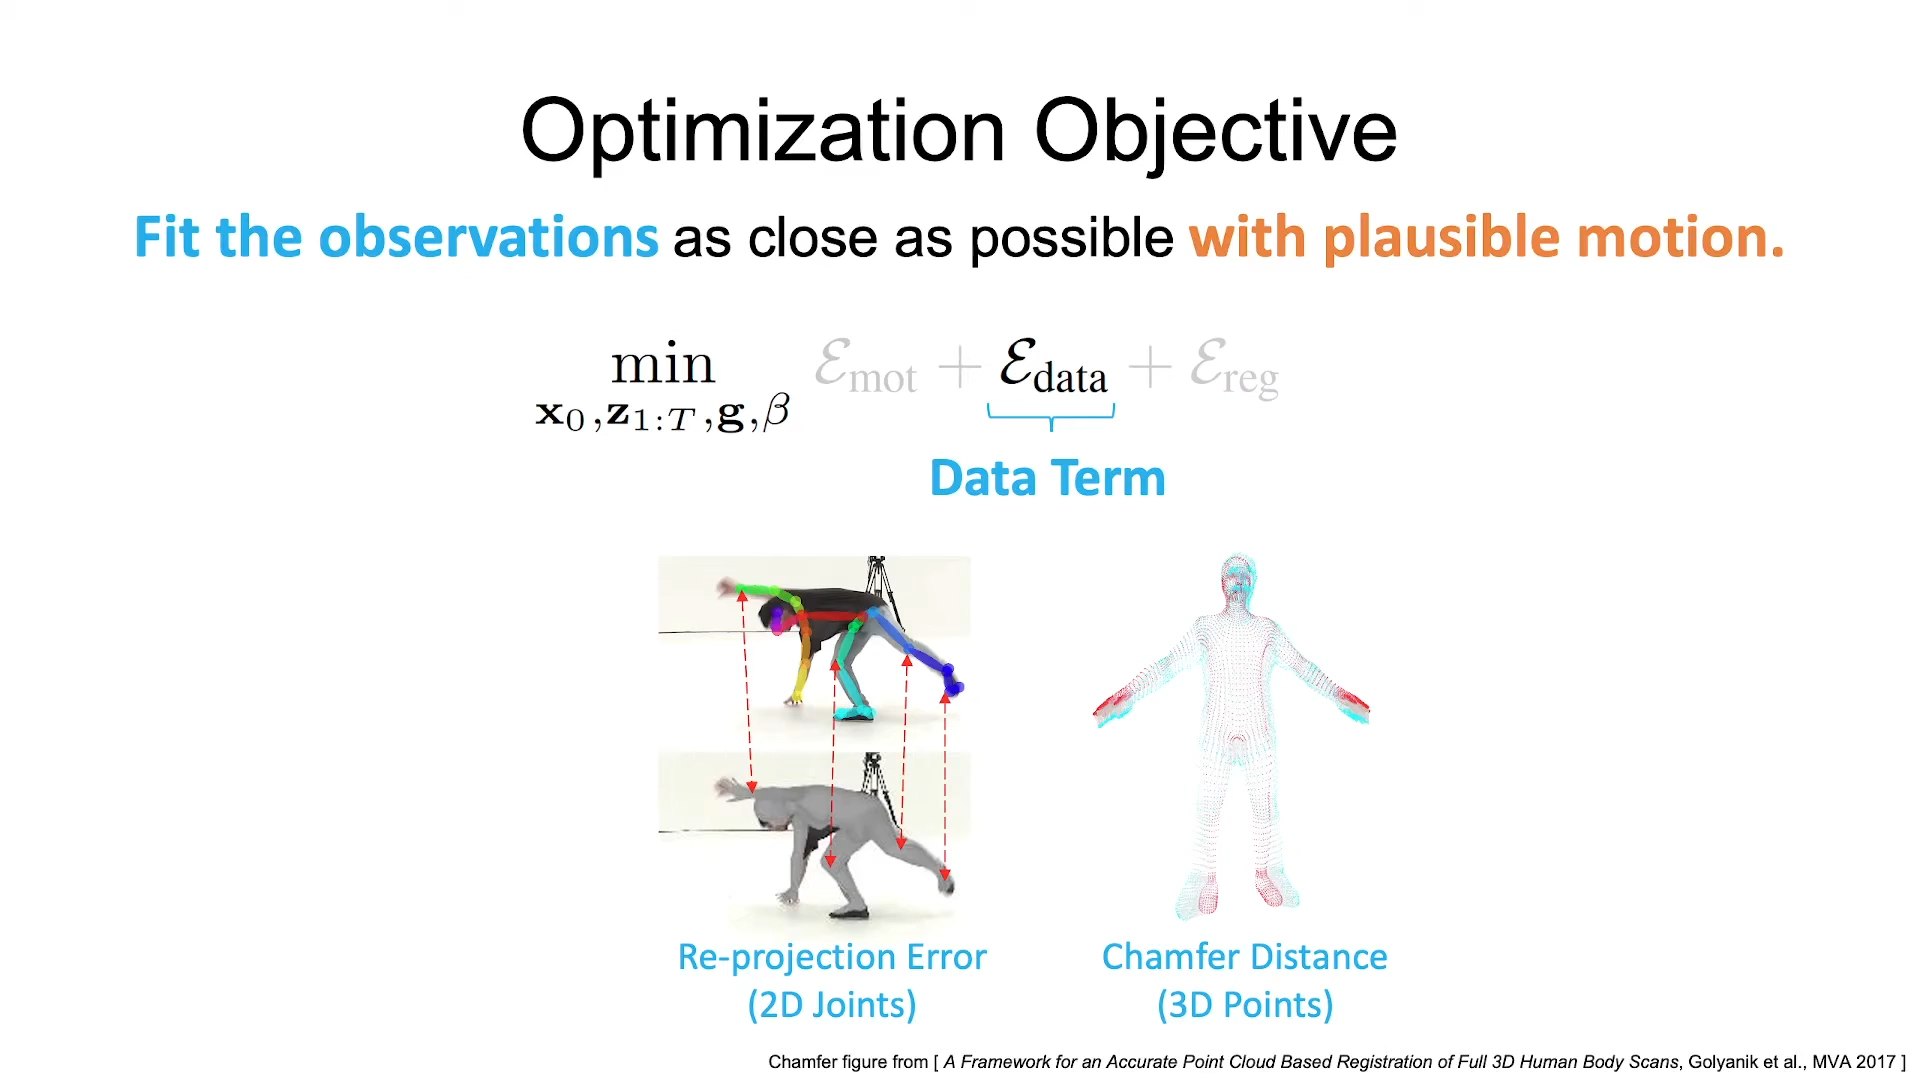 Optimization Objective
Fit the observations as close as possible with plausible motion.
min ℰmot + ℰdata + ℰreg
x0,z1:T,g,β
Data Term
Re-projection Error
(2D Joints)
Chamfer Distance
(3D Points)
Chamfer figure from [ A Framework for an Accurate Point Cloud Based Registration of Full 3D Human Body Scans, Golyanik et al., MVA 2017 ]